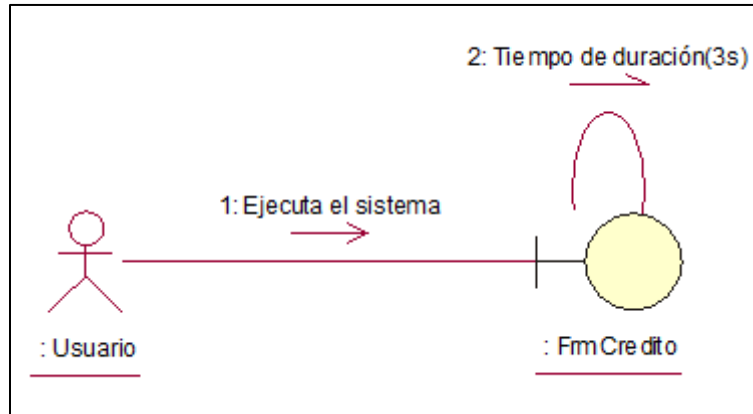 2: Tiempo de duración(3s)
1: Ejecuta el sistema
: Usuario
: FrmCredito